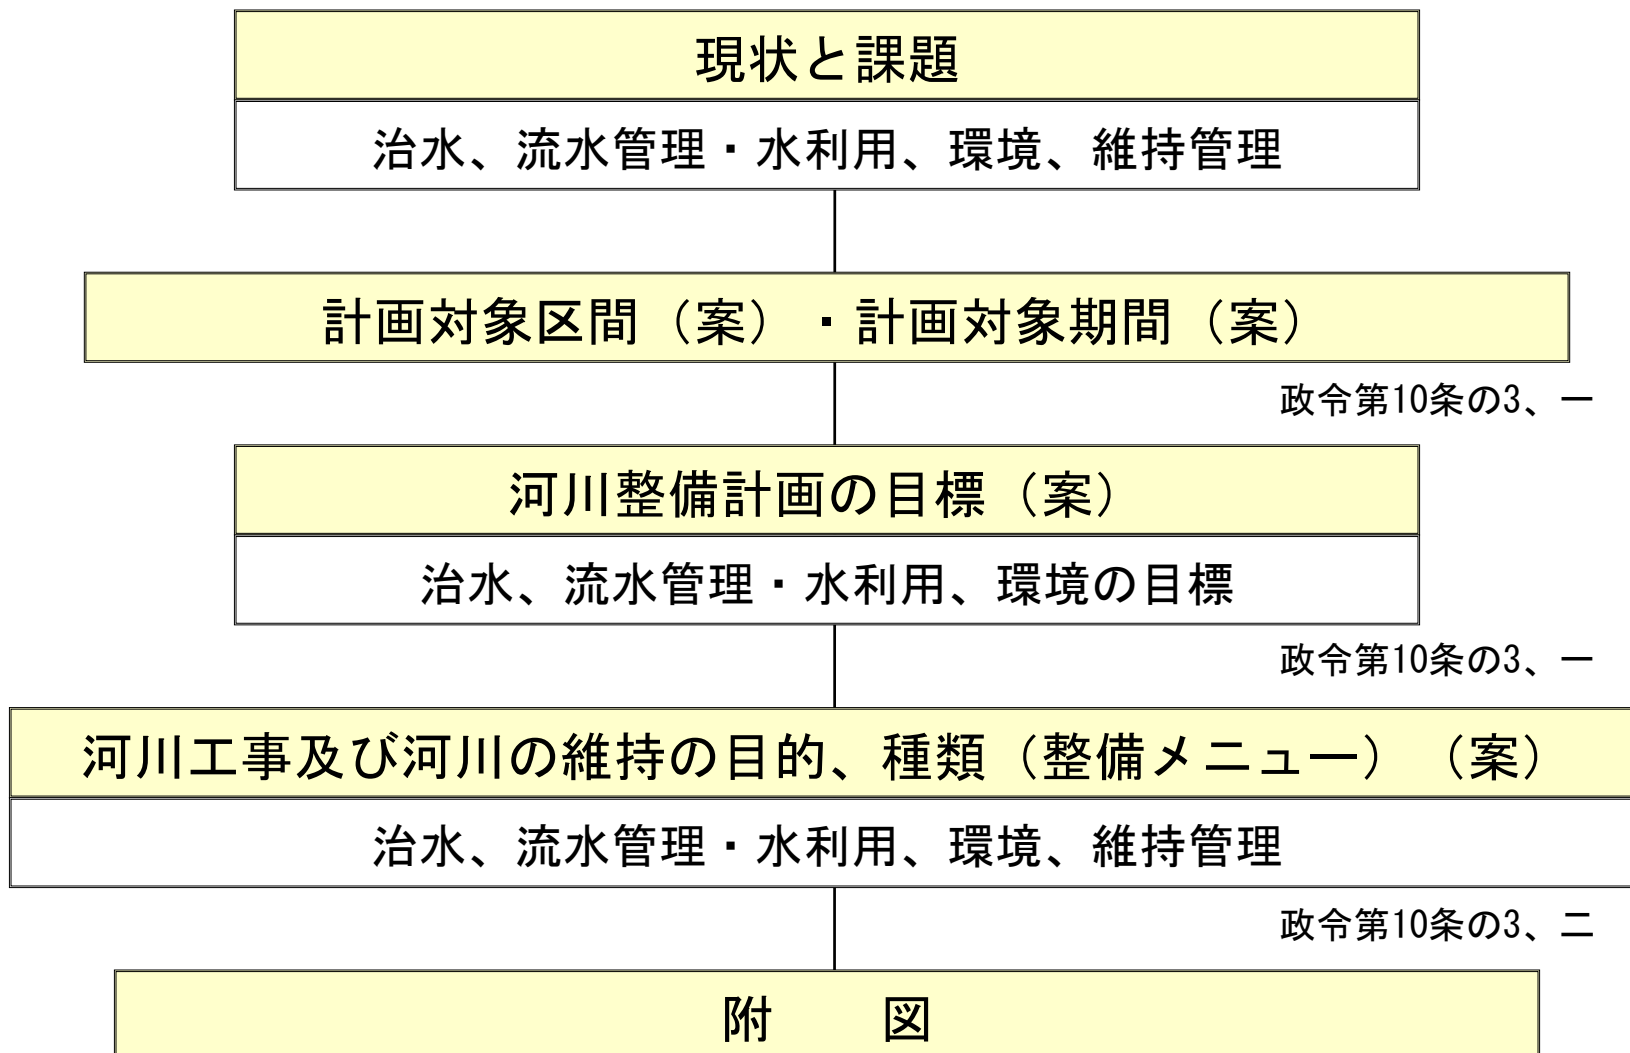 現状と課題
治水、流水管理・水利用、環境、維持管理
計画対象区間（案）・計画対象期間（案）
政令第10条の3、一
河川整備計画の目標（案）
治水、流水管理・水利用、環境の目標
政令第10条の3、一
河川工事及び河川の維持の目的、種類（整備メニュー）（案）
治水、流水管理・水利用、環境、維持管理
政令第10条の3、二
附　　図